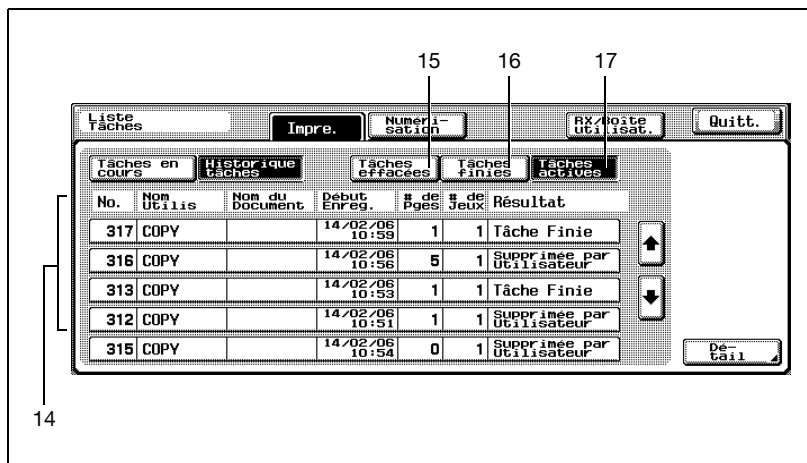 15 16 17
Liste
Tâches
Impre.
Numéri-
sation
RX/Boîte
utilisat.
Quitt.
Tâches en
cours
Historique
tâches
Tâches
effacées
Tâches
finies
Tâches
actives
No. Nom
Utilis Nom du
Document Début
Enreg. # de
Pges # de
Jeux Résultat
317 COPY 14/02/06
10:59 1 1 Tâche Finie
316 COPY 14/02/06
10:56 5 1 Supprimée par
Utilisateur
313 COPY 14/02/06
10:53 1 1 Tâche Finie
312 COPY 14/02/06
10:51 1 1 Supprimée par
Utilisateur
315 COPY 14/02/06
10:54 0 1 Supprimée par
Utilisateur
Dé-
tail
14